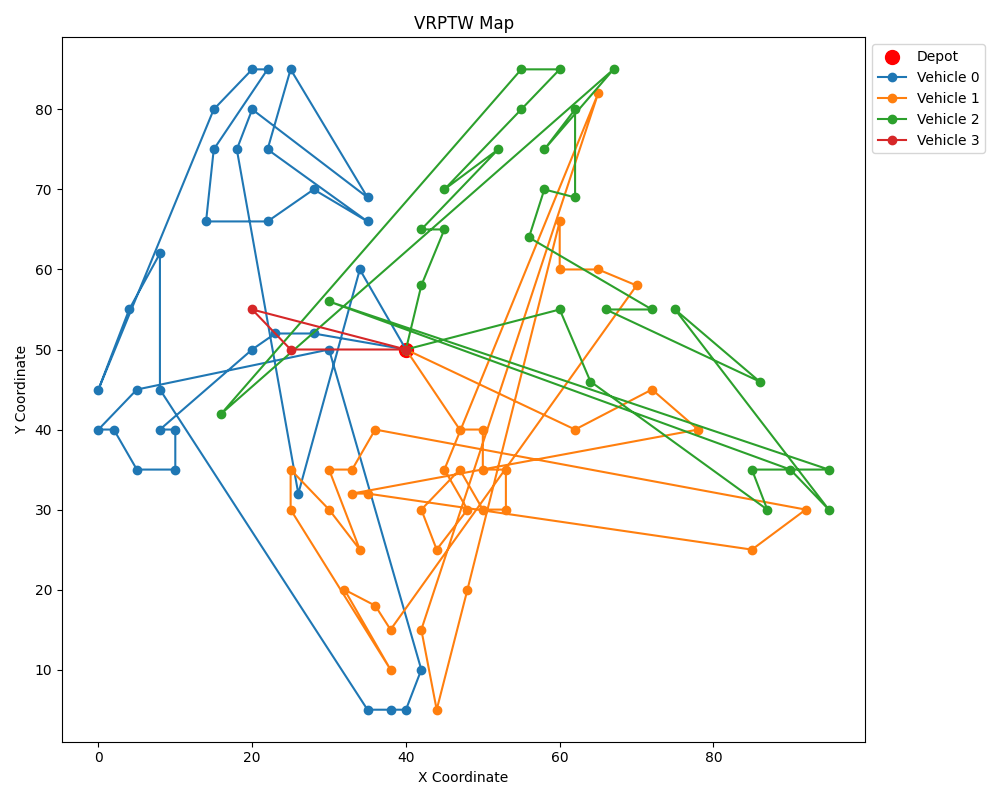 VRPTW Map
Depot
Vehicle 0
Vehicle 1
Vehicle 2
Vehicle 3
Y Coordinate
80
70
60
50
40
30
20
10
0
20
40
60
80
X Coordinate